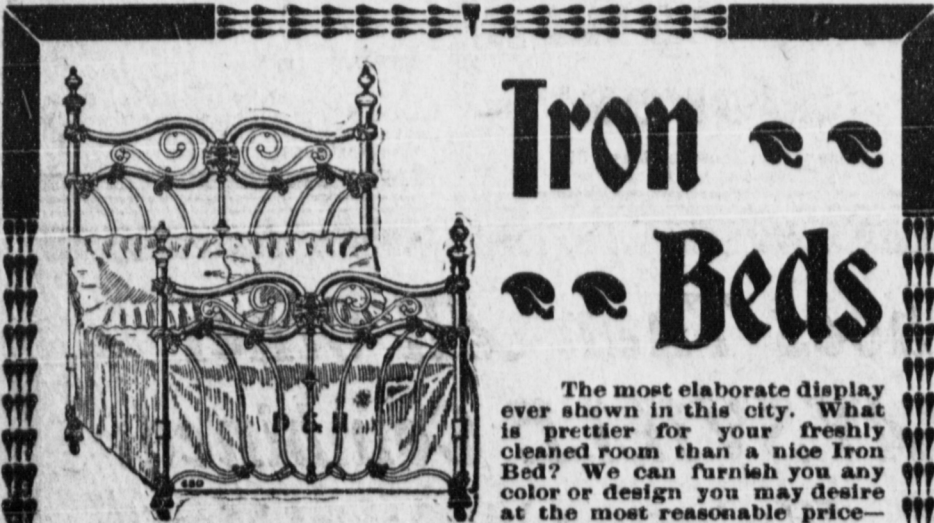 Iron
Beds
The most elaborate display
ever shown in this city. What
is prettier for your freshly
cleaned room than a nice Iron
Bed? We can furnish you any
color or design you may desire
at the most reasonable price—
D & H